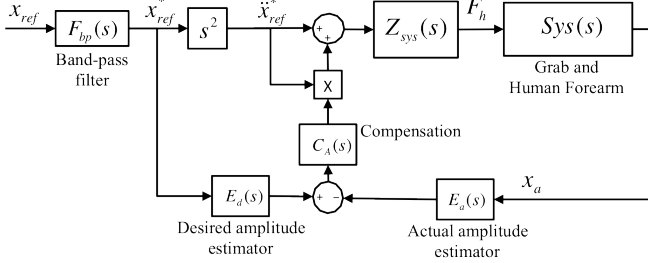 x_ref
x*_ref
ẍ*_ref
F_h
F_bp(s)
s²
+
+
Z_sys(s)
Sys(s)
Band-pass
filter
Grab and
Human Forearm
X
C_A(s)
Compensation
E_d(s)
+ −
E_a(s)
x_a
Desired amplitude
estimator
Actual amplitude
estimator